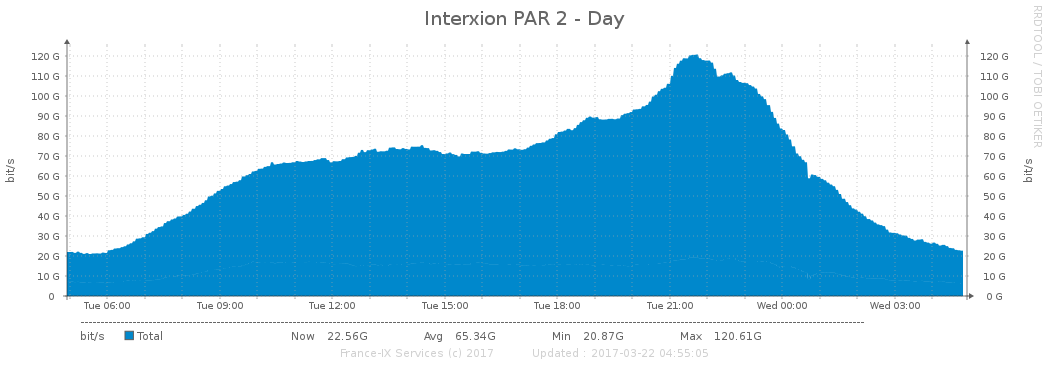 Interxion PAR 2 - Day
RRDTOOL / TOBI OETIKER
bit/s
120 G
110 G
100 G
90 G
80 G
70 G
60 G
50 G
40 G
30 G
20 G
10 G
0
120 G
110 G
100 G
90 G
80 G
70 G
60 G
50 G
40 G
30 G
20 G
10 G
0 G
bit/s
Tue 06:00 Tue 09:00 Tue 12:00 Tue 15:00 Tue 18:00 Tue 21:00 Wed 00:00 Wed 03:00
bit/s Total Now 22.56G Avg 65.34G Min 20.87G Max 120.61G
France-IX Services (c) 2017 Updated : 2017-03-22 04:55:05